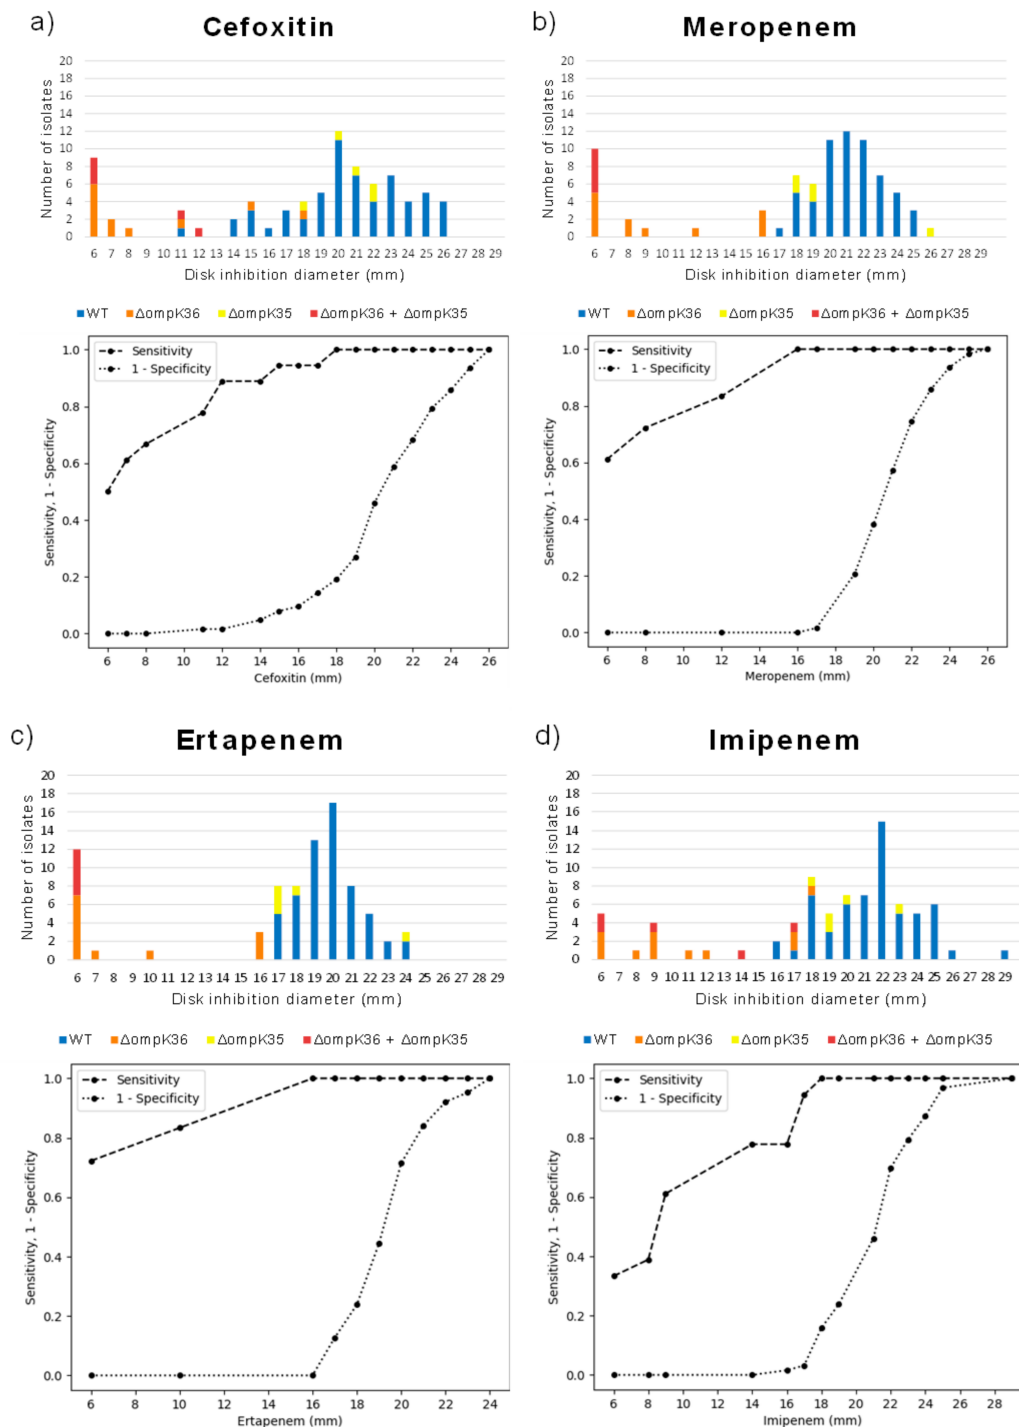 a)
Cefoxitin
Number of isolates
20
18
16
14
12
10
8
6
4
2
0
6 7 8 9 10 11 12 13 14 15 16 17 18 19 20 21 22 23 24 25 26 27 28 29
Disk inhibition diameter (mm)
WT ΔompK36 ΔompK35 ΔompK36 + ΔompK35
Sensitivity
1 - Specificity
Sensitivity, 1 - Specificity
1.0
0.8
0.6
0.4
0.2
0.0
6 8 10 12 14 16 18 20 22 24 26
Cefoxitin (mm)
b)
Meropenem
Number of isolates
20
18
16
14
12
10
8
6
4
2
0
6 7 8 9 10 11 12 13 14 15 16 17 18 19 20 21 22 23 24 25 26 27 28 29
Disk inhibition diameter (mm)
WT ΔompK36 ΔompK35 ΔompK36 + ΔompK35
Sensitivity
1 - Specificity
Sensitivity, 1 - Specificity
1.0
0.8
0.6
0.4
0.2
0.0
6 8 10 12 14 16 18 20 22 24 26
Meropenem (mm)
c)
Ertapenem
Number of isolates
20
18
16
14
12
10
8
6
4
2
0
6 7 8 9 10 11 12 13 14 15 16 17 18 19 20 21 22 23 24 25 26 27 28 29
Disk inhibition diameter (mm)
WT ΔompK36 ΔompK35 ΔompK36 + ΔompK35
Sensitivity
1 - Specificity
Sensitivity, 1 - Specificity
1.0
0.8
0.6
0.4
0.2
0.0
6 8 10 12 14 16 18 20 22 24
Ertapenem (mm)
d)
Imipenem
Number of isolates
20
18
16
14
12
10
8
6
4
2
0
6 7 8 9 10 11 12 13 14 15 16 17 18 19 20 21 22 23 24 25 26 27 28 29
Disk inhibition diameter (mm)
WT ΔompK36 ΔompK35 ΔompK36 + ΔompK35
Sensitivity
1 - Specificity
Sensitivity, 1 - Specificity
1.0
0.8
0.6
0.4
0.2
0.0
6 8 10 12 14 16 18 20 22 24 26 28
Imipenem (mm)